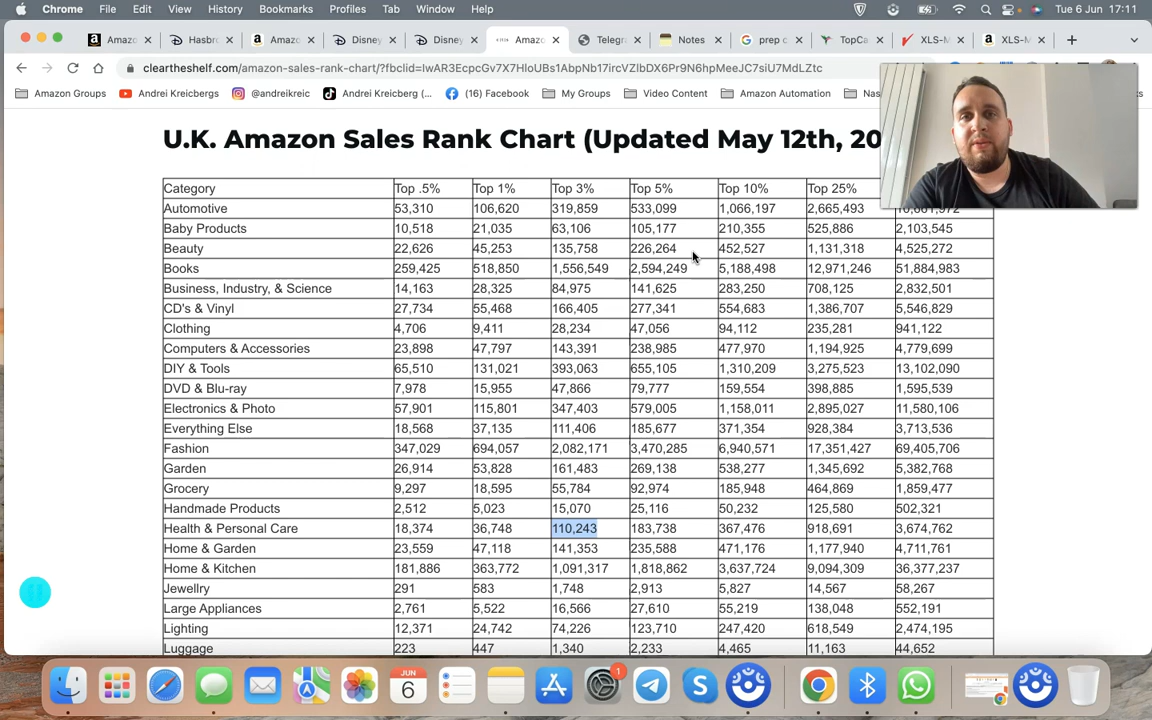 Chrome File Edit View History Bookmarks Profiles Tab Window Help Tue 6 Jun 17:11
Amazo Hasbr Amazo Disney Disney Amazo Telegr Notes prep c TopCa XLS-M XLS-M
cleartheshelf.com/amazon-sales-rank-chart/?fbclid=IwAR3EcpcGv7X7HIoUBs1AbpNb17ircVZIbDX6Pr9N6hpMeeJC7siU7MdLZtc
Amazon Groups Andrei Kreicbergs @andreikreic Andrei Kreicberg (... (16) Facebook My Groups Video Content Amazon Automation Nas
U.K. Amazon Sales Rank Chart (Updated May 12th, 20
Category Top .5% Top 1% Top 3% Top 5% Top 10% Top 25%
Automotive 53,310 106,620 319,859 533,099 1,066,197 2,665,493 10,661,972
Baby Products 10,518 21,035 63,106 105,177 210,355 525,886 2,103,545
Beauty 22,626 45,253 135,758 226,264 452,527 1,131,318 4,525,272
Books 259,425 518,850 1,556,549 2,594,249 5,188,498 12,971,246 51,884,983
Business, Industry, & Science 14,163 28,325 84,975 141,625 283,250 708,125 2,832,501
CD's & Vinyl 27,734 55,468 166,405 277,341 554,683 1,386,707 5,546,829
Clothing 4,706 9,411 28,234 47,056 94,112 235,281 941,122
Computers & Accessories 23,898 47,797 143,391 238,985 477,970 1,194,925 4,779,699
DIY & Tools 65,510 131,021 393,063 655,105 1,310,209 3,275,523 13,102,090
DVD & Blu-ray 7,978 15,955 47,866 79,777 159,554 398,885 1,595,539
Electronics & Photo 57,901 115,801 347,403 579,005 1,158,011 2,895,027 11,580,106
Everything Else 18,568 37,135 111,406 185,677 371,354 928,384 3,713,536
Fashion 347,029 694,057 2,082,171 3,470,285 6,940,571 17,351,427 69,405,706
Garden 26,914 53,828 161,483 269,138 538,277 1,345,692 5,382,768
Grocery 9,297 18,595 55,784 92,974 185,948 464,869 1,859,477
Handmade Products 2,512 5,023 15,070 25,116 50,232 125,580 502,321
Health & Personal Care 18,374 36,748 110,243 183,738 367,476 918,691 3,674,762
Home & Garden 23,559 47,118 141,353 235,588 471,176 1,177,940 4,711,761
Home & Kitchen 181,886 363,772 1,091,317 1,818,862 3,637,724 9,094,309 36,377,237
Jewellry 291 583 1,748 2,913 5,827 14,567 58,267
Large Appliances 2,761 5,522 16,566 27,610 55,219 138,048 552,191
Lighting 12,371 24,742 74,226 123,710 247,420 618,549 2,474,195
Luggage 223 447 1,340 2,233 4,465 11,163 44,652
JUN
6
1